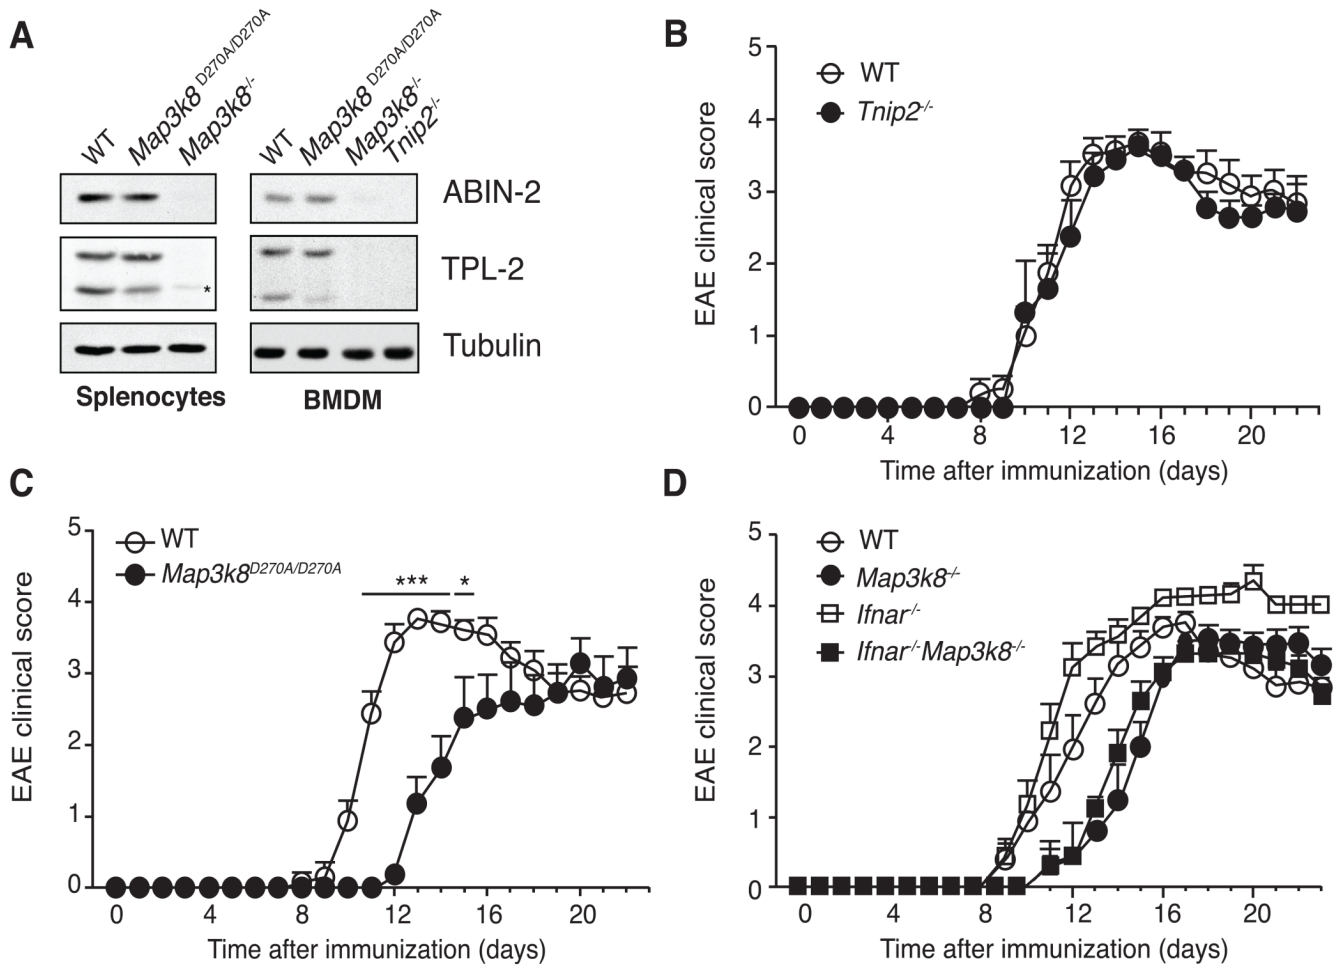 A
WT
Map3k8 D270A/D270A
Map3k8-/-
WT
Map3k8 D270A/D270A
Map3k8-/-
Tnip2-/-
ABIN-2
TPL-2
*
Tubulin
Splenocytes
BMDM
B
WT
Tnip2-/-
EAE clinical score
5
4
3
2
1
0
0 4 8 12 16 20
Time after immunization (days)
C
WT
Map3k8D270A/D270A
*** *
EAE clinical score
5
4
3
2
1
0
0 4 8 12 16 20
Time after immunization (days)
D
WT
Map3k8-/-
Ifnar-/-
Ifnar-/-Map3k8-/-
EAE clinical score
5
4
3
2
1
0
0 4 8 12 16 20
Time after immunization (days)